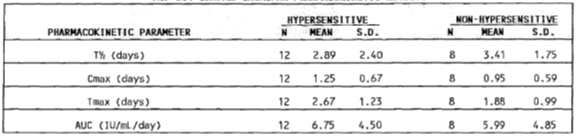 HYPERSENSITIVE NON-HYPERSENSITIVE
PHARMACOKINETIC PARAMETER N MEAN S.D. N MEAN S.D.
T½ (days) 12 2.89 2.40 8 3.41 1.75
Cmax (days) 12 1.25 0.67 8 0.95 0.59
Tmax (days) 12 2.67 1.23 8 1.88 0.99
AUC (IU/mL/day) 12 6.75 4.50 8 5.99 4.85